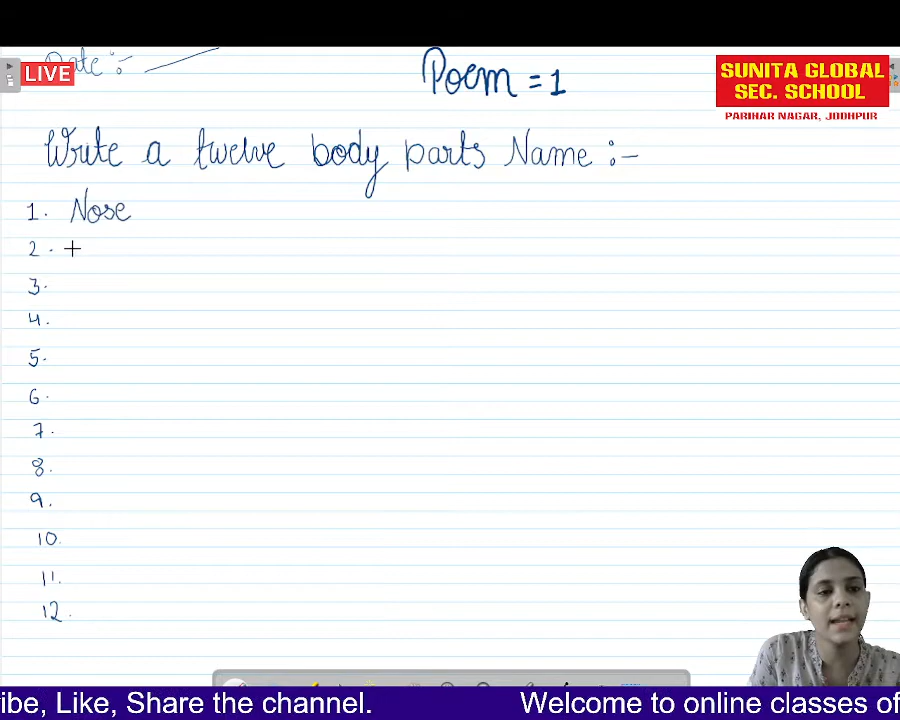 Date :-
LIVE
Poem = 1
SUNITA GLOBAL
SEC. SCHOOL
PARIHAR NAGAR, JODHPUR
Write a twelve body parts Name :-
1. Nose
2.
3.
4.
5.
6.
7.
8.
9.
10.
11.
12.
ibe, Like, Share the channel. Welcome to online classes of